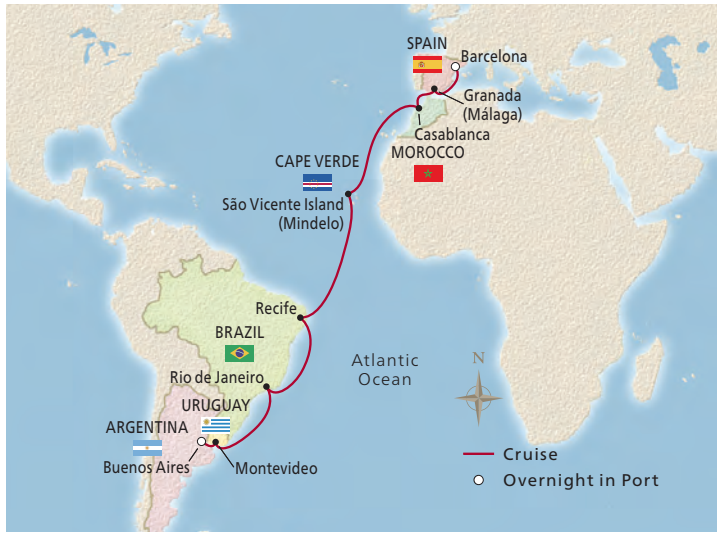 SPAIN
Barcelona
Granada
(Málaga)
Casablanca
MOROCCO
CAPE VERDE
São Vicente Island
(Mindelo)
Recife
BRAZIL
Atlantic
Ocean
N
Rio de Janeiro
URUGUAY
ARGENTINA
Buenos Aires
Montevideo
Cruise
Overnight in Port